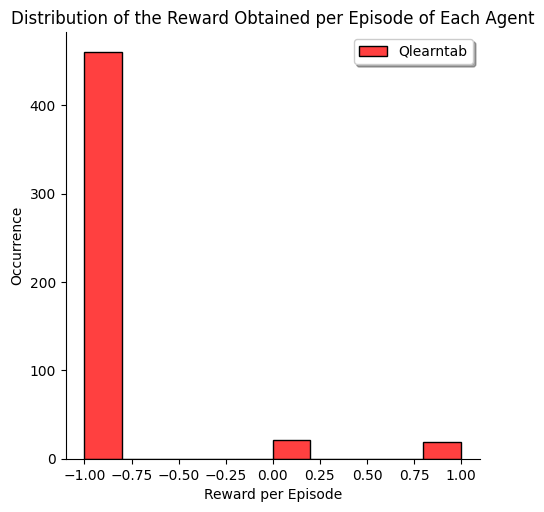 Distribution of the Reward Obtained per Episode of Each Agent
Qlearntab
Occurrence
400
300
200
100
0
−1.00 −0.75 −0.50 −0.25 0.00 0.25 0.50 0.75 1.00
Reward per Episode